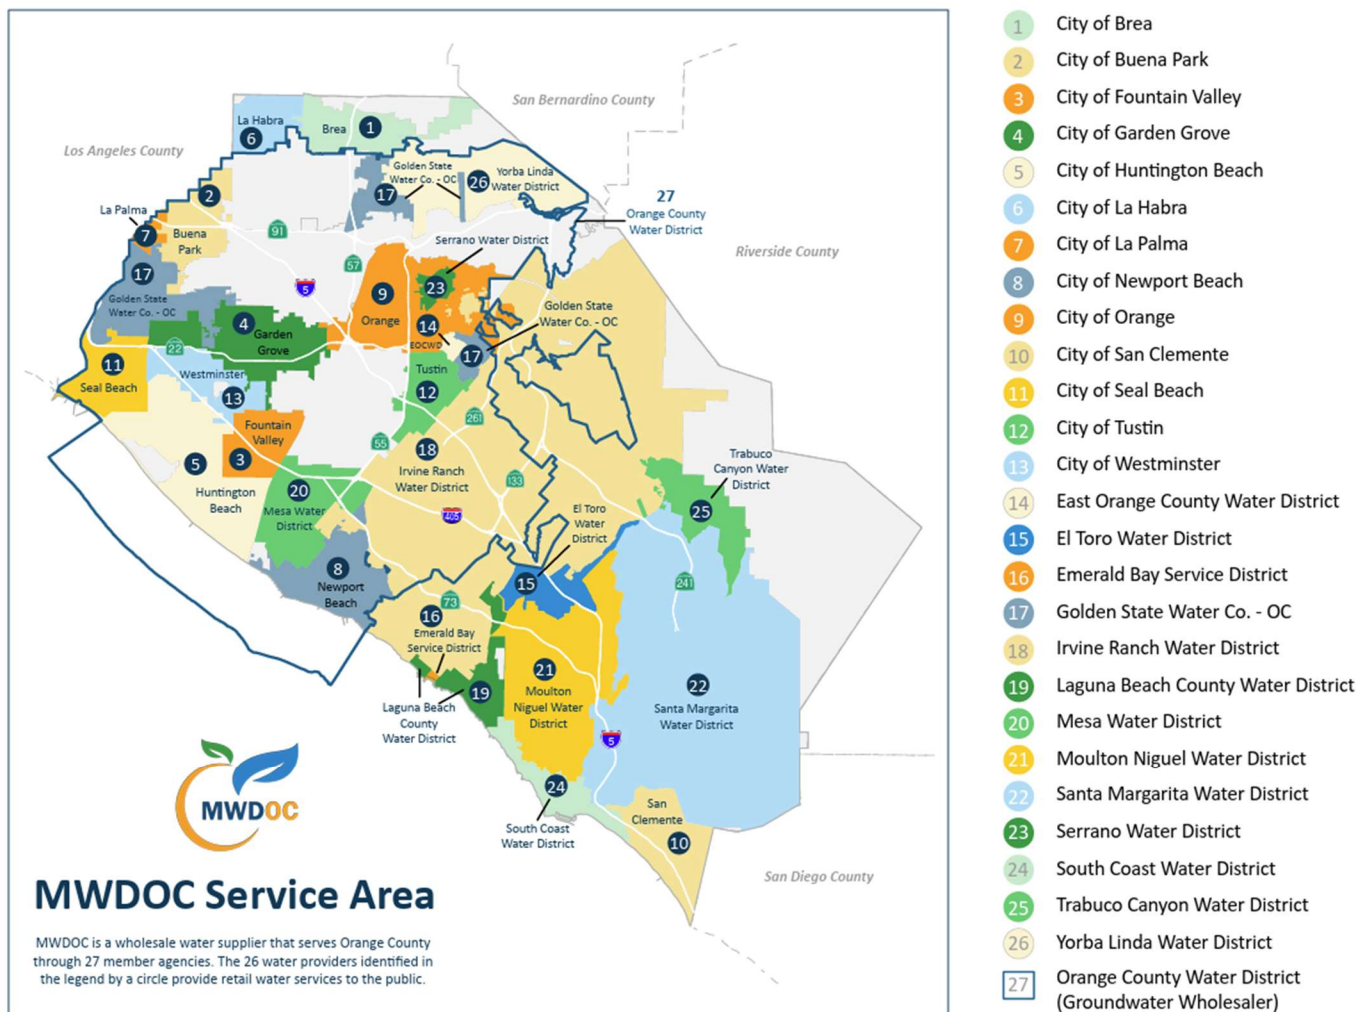 San Bernardino County
Los Angeles County
Riverside County
San Diego County
La Habra
6
Brea
1
Golden State
Water Co. - OC
17
26
Yorba Linda
Water District
27
Orange County
Water District
2
La Palma
7
Buena
Park
91
57
5
Serrano Water District
23
17
Golden State
Water Co. - OC
9
Orange
14
EOCWD
Golden State
Water Co. - OC
17
4
Garden
Grove
22
11
Seal Beach
Westminster
13
Tustin
12
261
Fountain
Valley
3
55
18
Irvine Ranch
Water District
133
5
Huntington
Beach
20
Mesa Water
District
405
Trabuco
Canyon Water
District
25
El Toro
Water
District
15
8
Newport
Beach
241
73
16
Emerald Bay
Service District
21
Moulton
Niguel Water
District
19
Laguna Beach
County
Water District
22
Santa Margarita
Water District
5
24
South Coast
Water District
San
Clemente
10
MWDOC
MWDOC Service Area
MWDOC is a wholesale water supplier that serves Orange County
through 27 member agencies. The 26 water providers identified in
the legend by a circle provide retail water services to the public.
1 City of Brea
2 City of Buena Park
3 City of Fountain Valley
4 City of Garden Grove
5 City of Huntington Beach
6 City of La Habra
7 City of La Palma
8 City of Newport Beach
9 City of Orange
10 City of San Clemente
11 City of Seal Beach
12 City of Tustin
13 City of Westminster
14 East Orange County Water District
15 El Toro Water District
16 Emerald Bay Service District
17 Golden State Water Co. - OC
18 Irvine Ranch Water District
19 Laguna Beach County Water District
20 Mesa Water District
21 Moulton Niguel Water District
22 Santa Margarita Water District
23 Serrano Water District
24 South Coast Water District
25 Trabuco Canyon Water District
26 Yorba Linda Water District
27 Orange County Water District
(Groundwater Wholesaler)